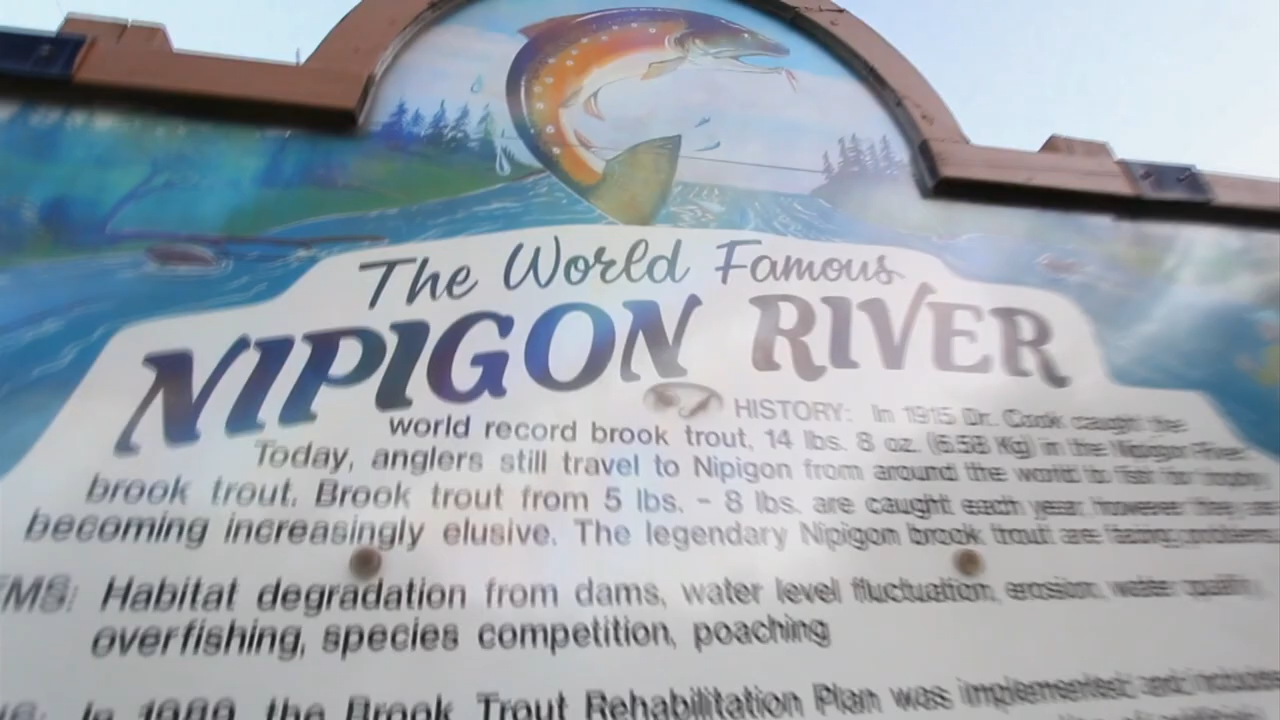 The World Famous
NIPIGON RIVER
HISTORY: In 1915 Dr. Cook caught the
world record brook trout, 14 lbs. 8 oz. (6.58 Kg) in the Nipigon River.
Today, anglers still travel to Nipigon from around the world to fish for trophy
brook trout. Brook trout from 5 lbs. - 8 lbs. are caught each year, however they are
becoming increasingly elusive. The legendary Nipigon brook trout are facing problems.
Habitat degradation from dams, water level fluctuation, erosion, water quality,
overfishing, species competition, poaching
In 1989, the Brook Trout Rehabilitation Plan was implemented and